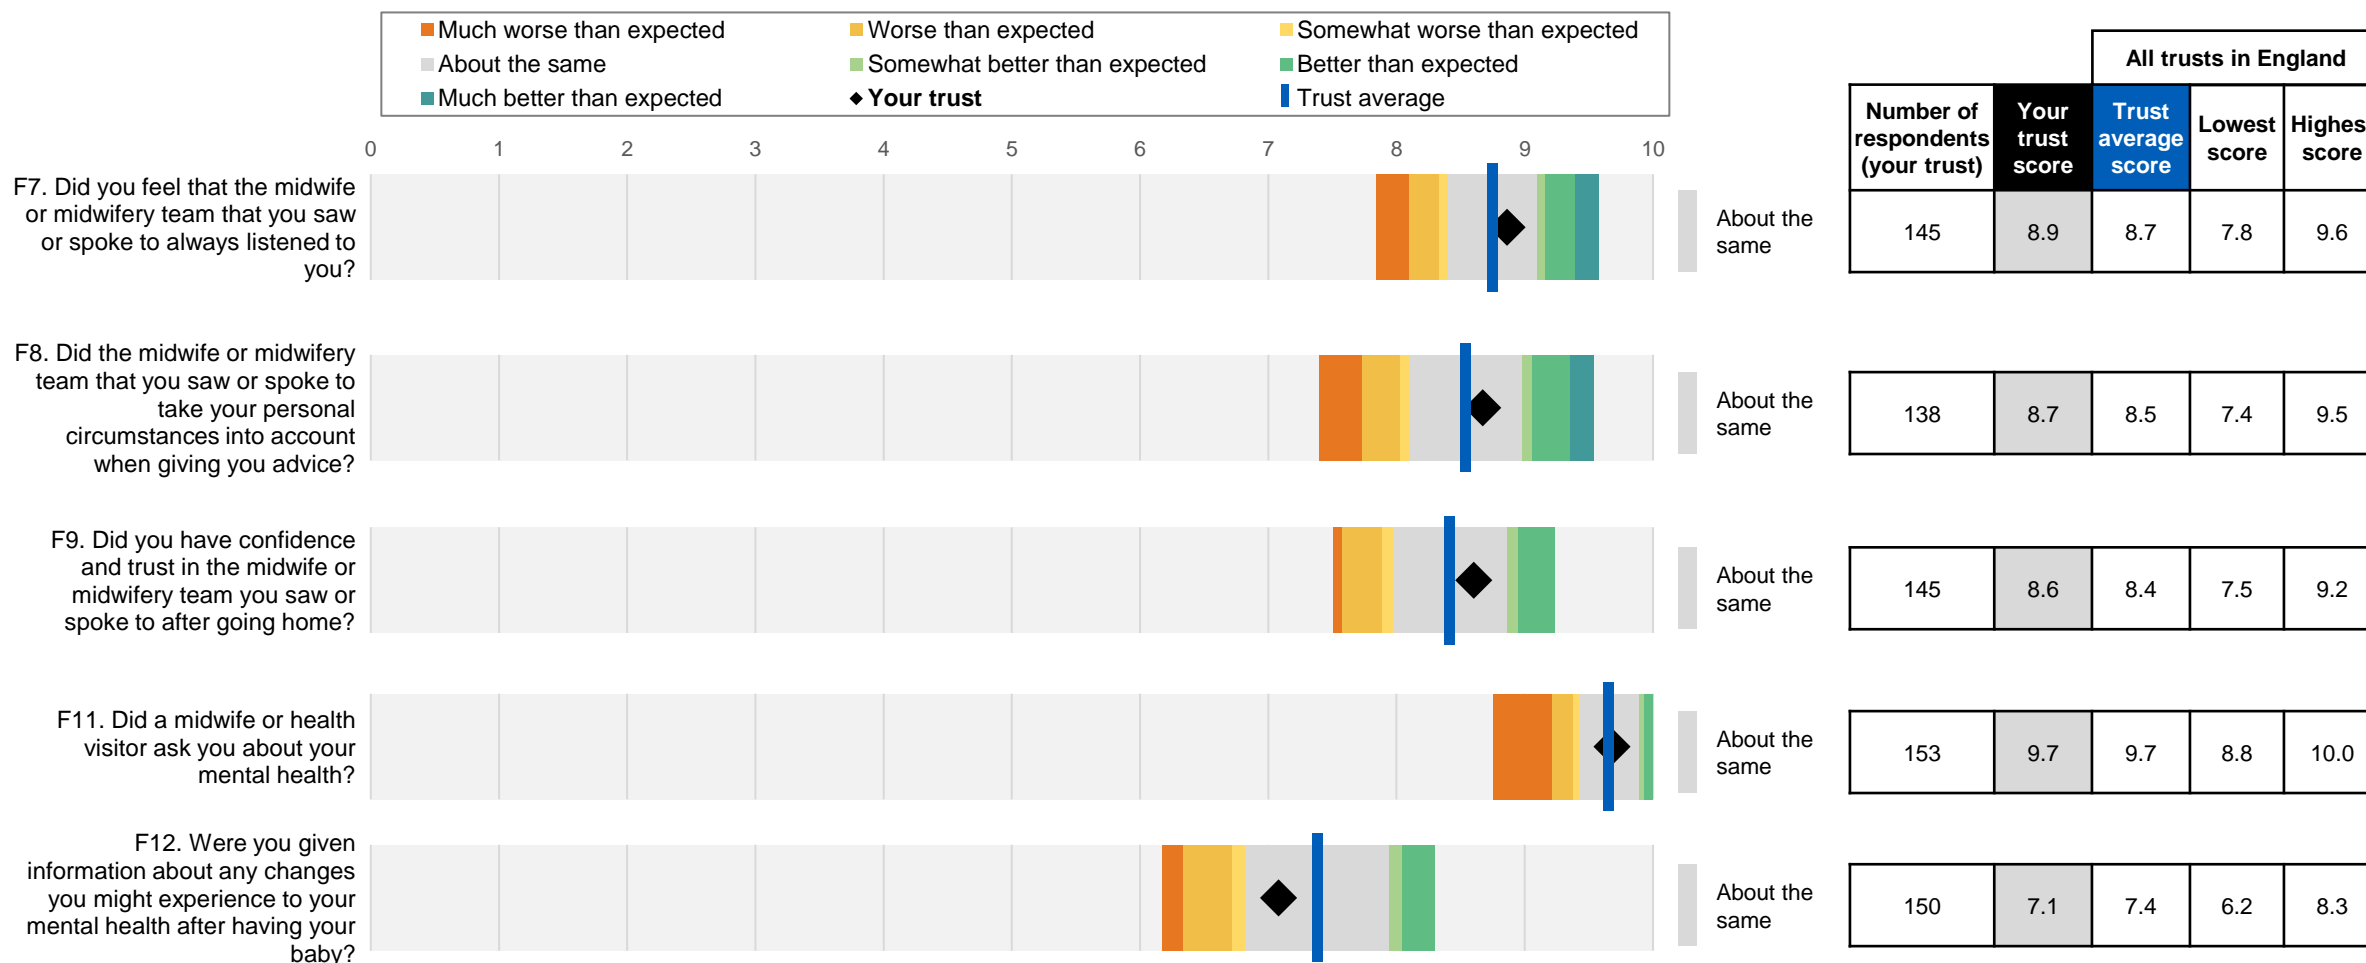 Much worse than expected
Worse than expected
Somewhat worse than expected
About the same
Somewhat better than expected
Better than expected
Much better than expected
Your trust
Trust average
All trusts in England
Number of
respondents
(your trust)
Your
trust
score
Trust
average
score
Lowest
score
Highes
score
0 1 2 3 4 5 6 7 8 9 10
F7. Did you feel that the midwife
or midwifery team that you saw
or spoke to always listened to
you?
About the
same
145 8.9 8.7 7.8 9.6
F8. Did the midwife or midwifery
team that you saw or spoke to
take your personal
circumstances into account
when giving you advice?
About the
same
138 8.7 8.5 7.4 9.5
F9. Did you have confidence
and trust in the midwife or
midwifery team you saw or
spoke to after going home?
About the
same
145 8.6 8.4 7.5 9.2
F11. Did a midwife or health
visitor ask you about your
mental health?
About the
same
153 9.7 9.7 8.8 10.0
F12. Were you given
information about any changes
you might experience to your
mental health after having your
baby?
About the
same
150 7.1 7.4 6.2 8.3